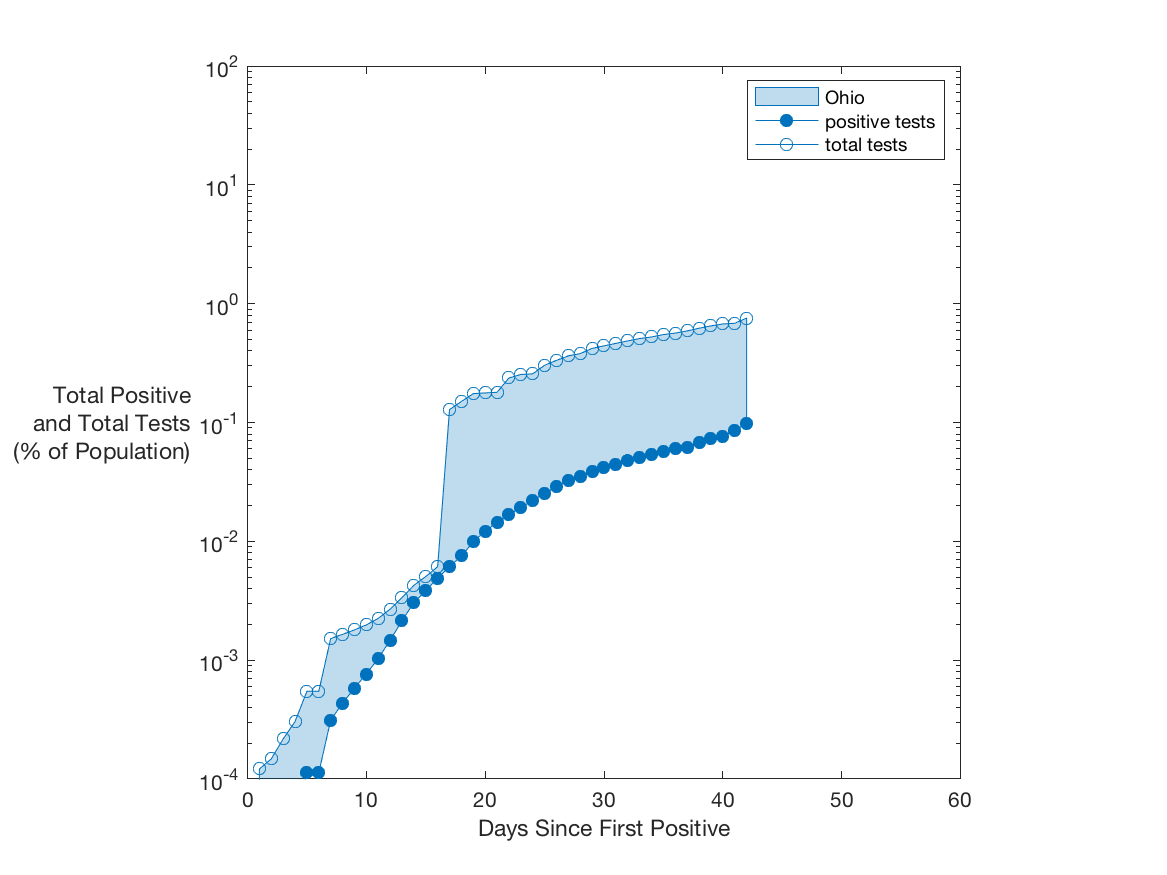 10^2
10^1
10^0
10^-1
10^-2
10^-3
10^-4
Total Positive
and Total Tests
(% of Population)
Ohio
positive tests
total tests
0 10 20 30 40 50 60
Days Since First Positive